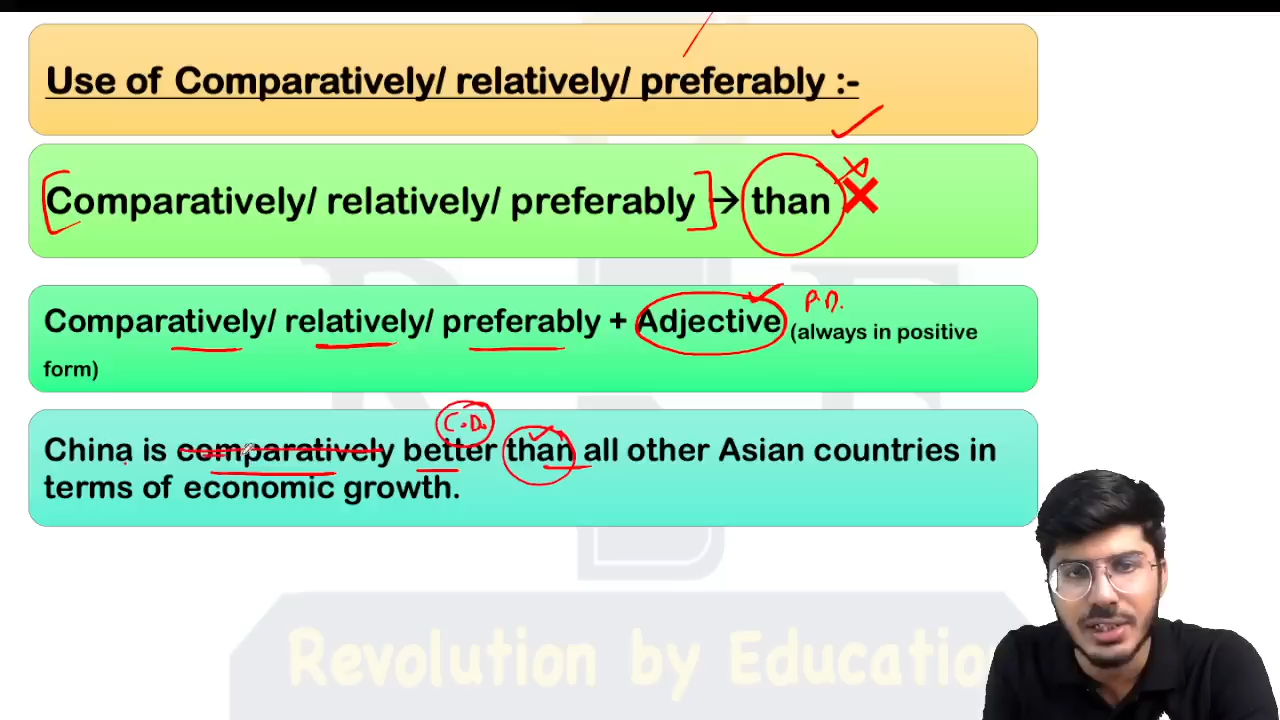 Use of Comparatively/ relatively/ preferably :-
Comparatively/ relatively/ preferably]→ than ✗
P.D.
Comparatively/ relatively/ preferably + Adjective (always in positive
form)
C.D.
China is comparatively better than all other Asian countries in
terms of economic growth.
Revolution by Education